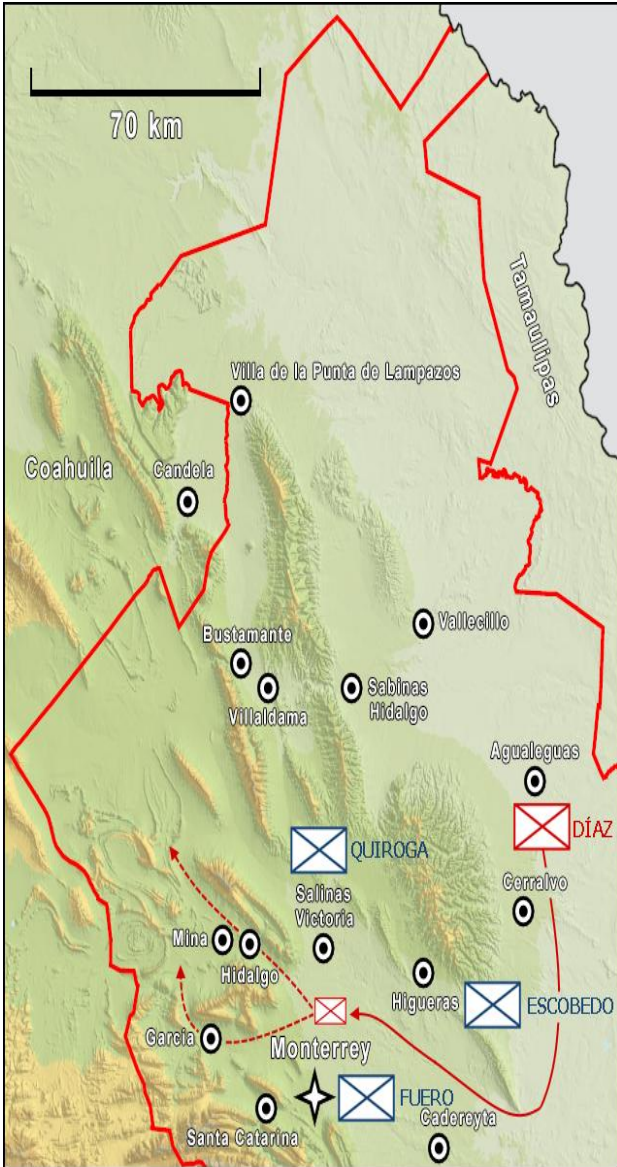 70 km
Tamaulipas
Villa de la Punta de Lampazos
Coahuila
Candela
Vallecillo
Bustamante
Villaldama
Sabinas
Hidalgo
Agualeguas
DÍAZ
QUIROGA
Cerralvo
Salinas
Victoria
Mina
Hidalgo
Higueras
ESCOBEDO
Garcia
Monterrey
FUERO
Santa Catarina
Cadereyta